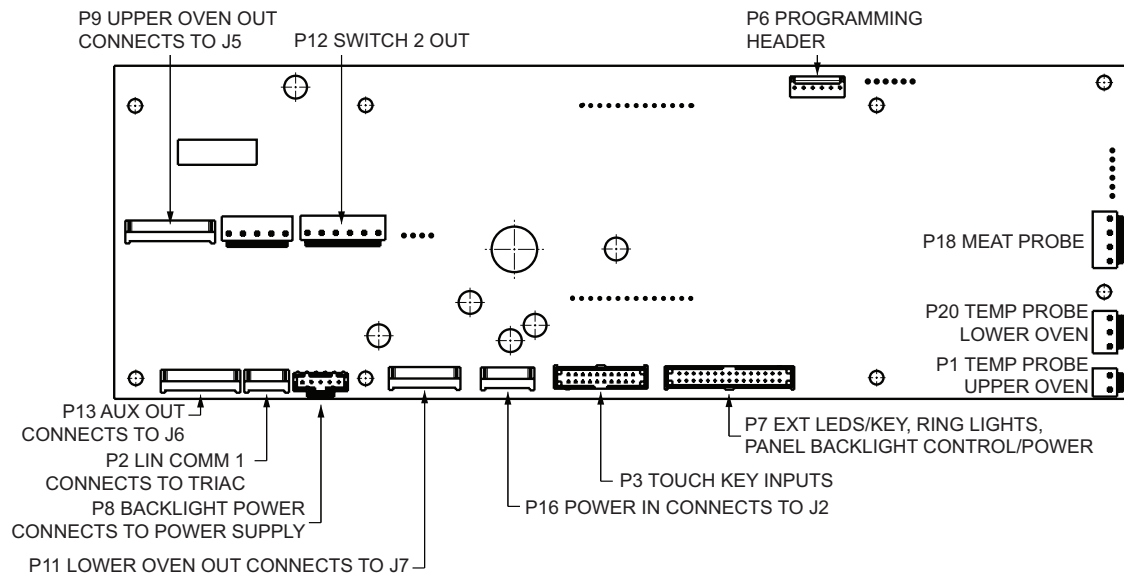 P9 UPPER OVEN OUT
CONNECTS TO J5
P12 SWITCH 2 OUT
P6 PROGRAMMING
HEADER
P18 MEAT PROBE
P20 TEMP PROBE
LOWER OVEN
P1 TEMP PROBE
UPPER OVEN
P13 AUX OUT
CONNECTS TO J6
P7 EXT LEDS/KEY, RING LIGHTS,
PANEL BACKLIGHT CONTROL/POWER
P2 LIN COMM 1
CONNECTS TO TRIAC
P3 TOUCH KEY INPUTS
P8 BACKLIGHT POWER
CONNECTS TO POWER SUPPLY
P16 POWER IN CONNECTS TO J2
P11 LOWER OVEN OUT CONNECTS TO J7